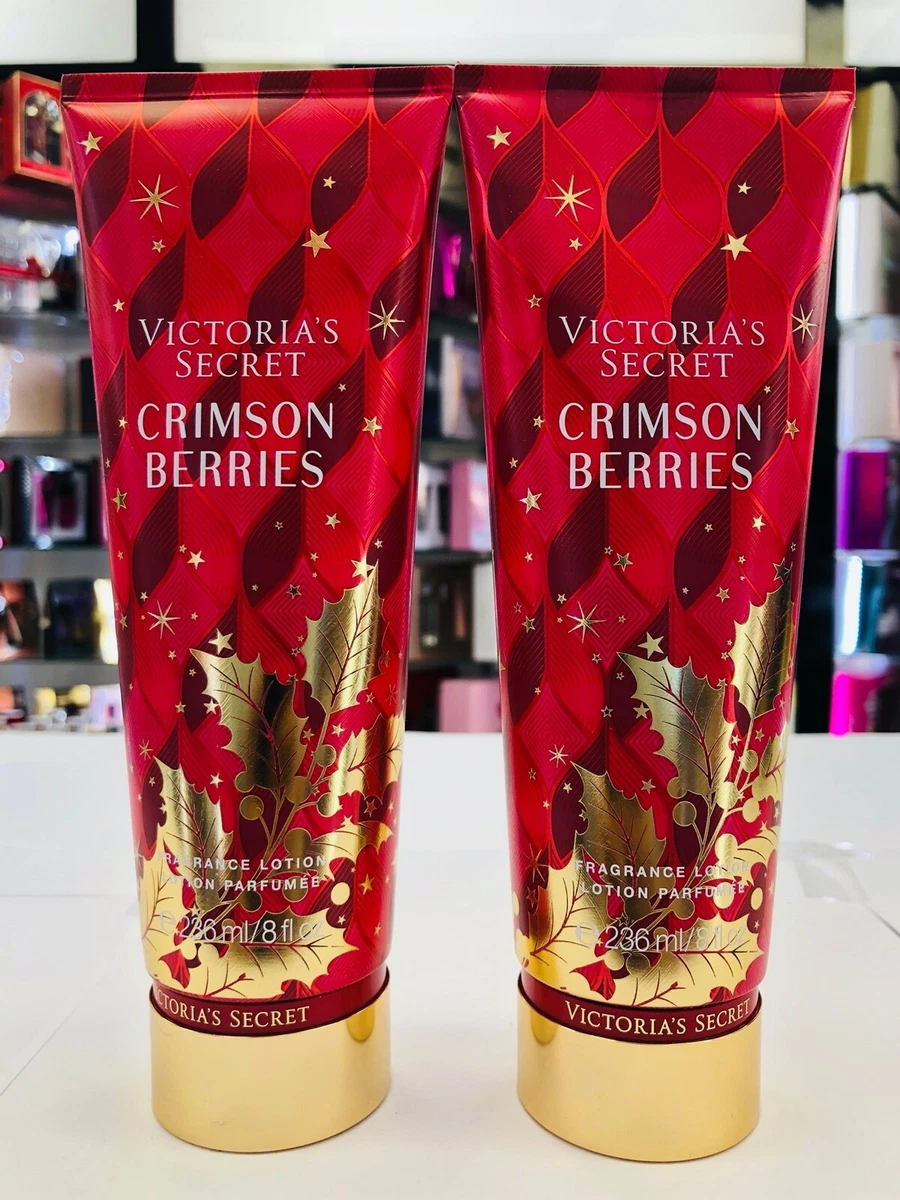 VICTORIA'S
SECRET
CRIMSON
BERRIES
FRAGRANCE LOTION
LOTION PARFUMÉE
℮ 236 ml/8 fl oz
VICTORIA'S SECRET
VICTORIA'S
SECRET
CRIMSON
BERRIES
FRAGRANCE LOTION
LOTION PARFUMÉE
℮ 236 ml/8 fl oz
VICTORIA'S SECRET